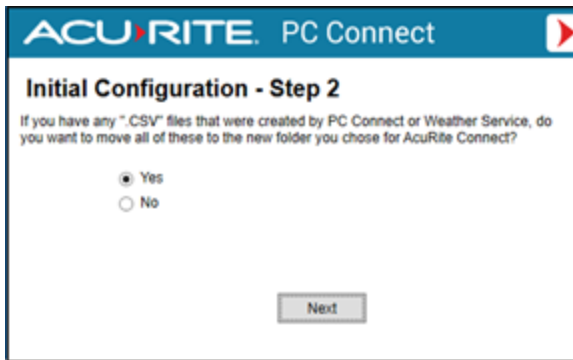 ACU›RITE. PC Connect
Initial Configuration - Step 2
If you have any ".CSV" files that were created by PC Connect or Weather Service, do
you want to move all of these to the new folder you chose for AcuRite Connect?
Yes
No
Next